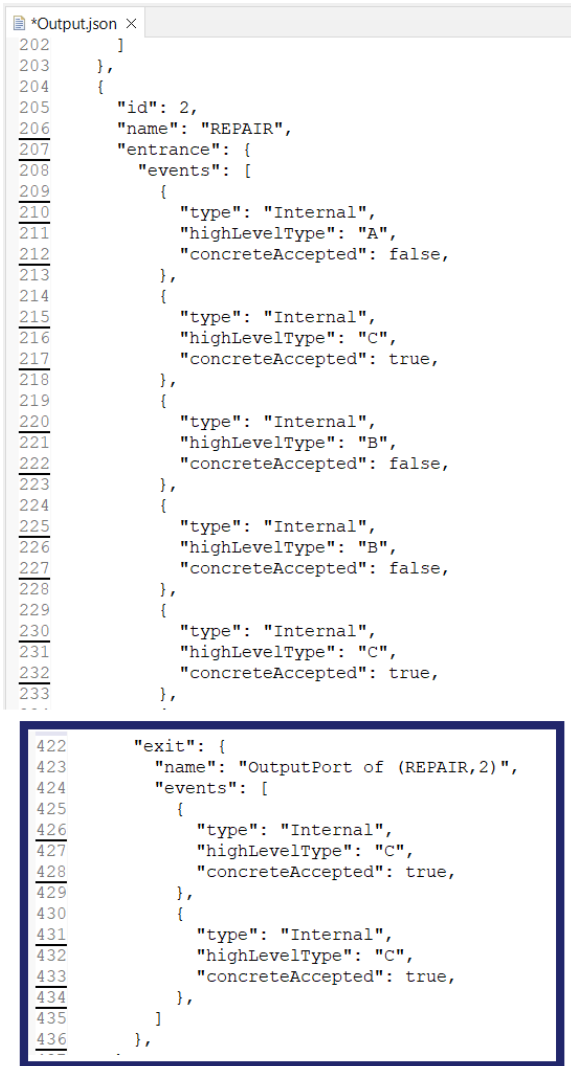 *Output.json ×
202 ]
203 },
204 {
205 "id": 2,
206 "name": "REPAIR",
207 "entrance": {
208 "events": [
209 {
210 "type": "Internal",
211 "highLevelType": "A",
212 "concreteAccepted": false,
213 },
214 {
215 "type": "Internal",
216 "highLevelType": "C",
217 "concreteAccepted": true,
218 },
219 {
220 "type": "Internal",
221 "highLevelType": "B",
222 "concreteAccepted": false,
223 },
224 {
225 "type": "Internal",
226 "highLevelType": "B",
227 "concreteAccepted": false,
228 },
229 {
230 "type": "Internal",
231 "highLevelType": "C",
232 "concreteAccepted": true,
233 },
422 "exit": {
423 "name": "OutputPort of (REPAIR,2)",
424 "events": [
425 {
426 "type": "Internal",
427 "highLevelType": "C",
428 "concreteAccepted": true,
429 },
430 {
431 "type": "Internal",
432 "highLevelType": "C",
433 "concreteAccepted": true,
434 },
435 ]
436 },